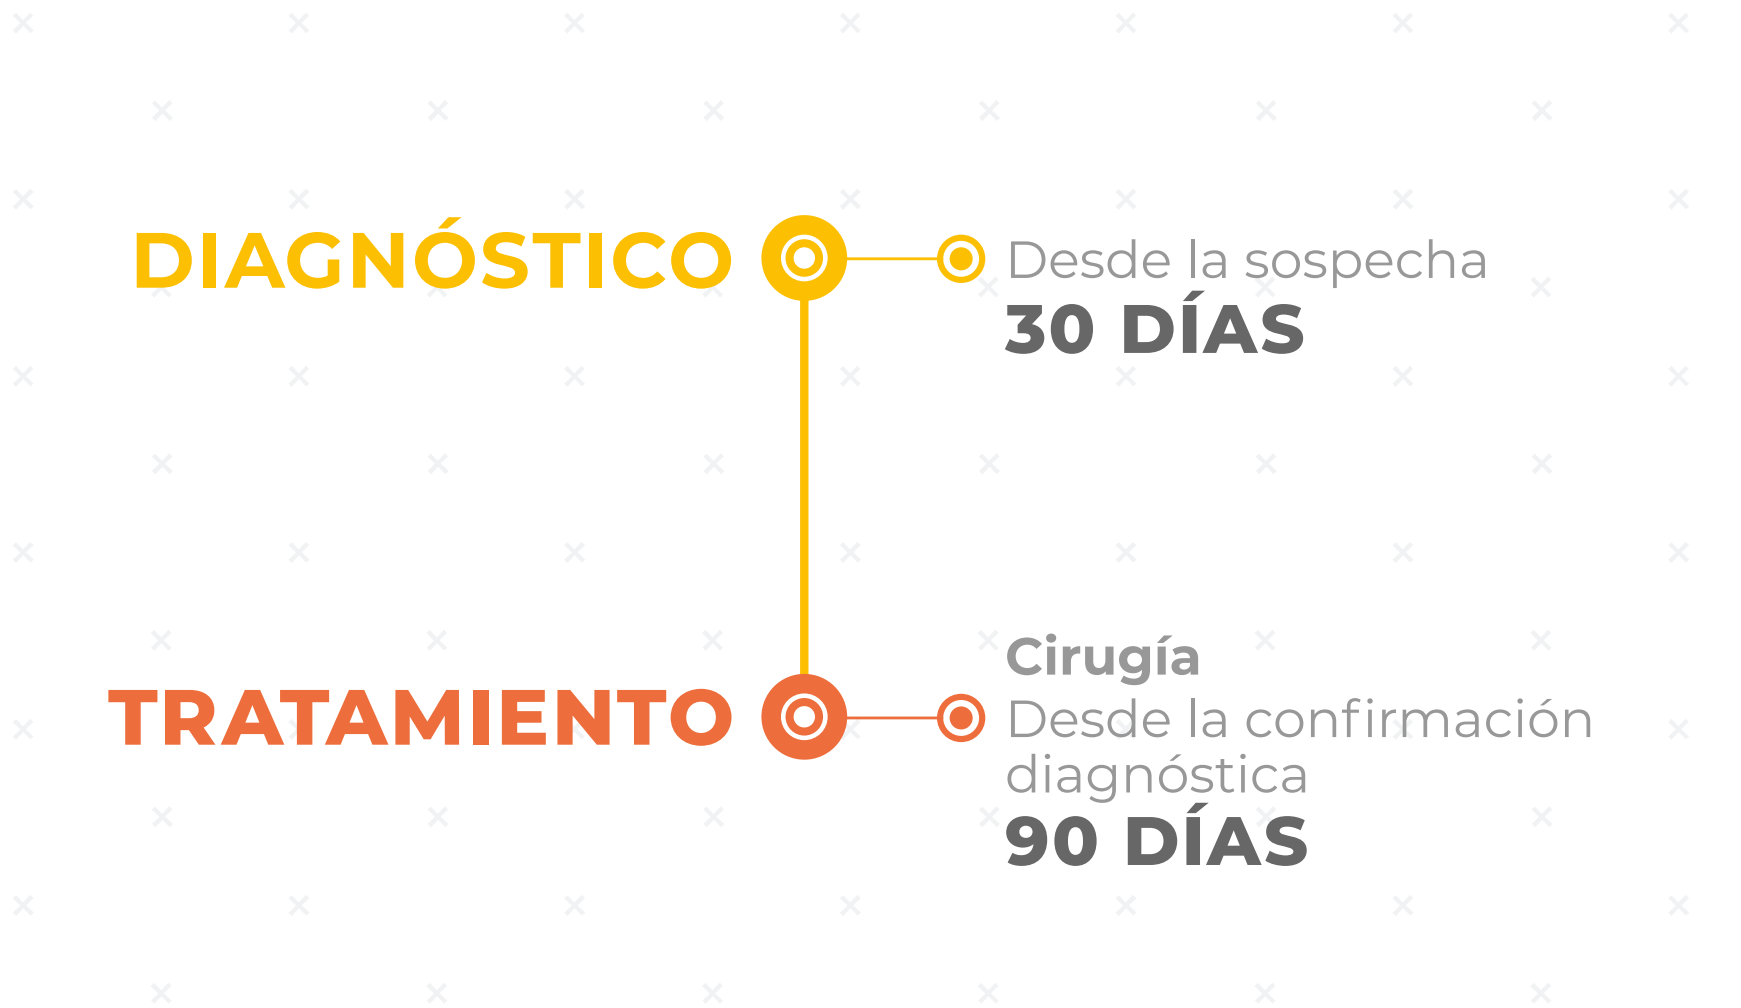 DIAGNÓSTICO
Desde la sospecha
30 DÍAS
TRATAMIENTO
Cirugía
Desde la confirmación
diagnóstica
90 DÍAS